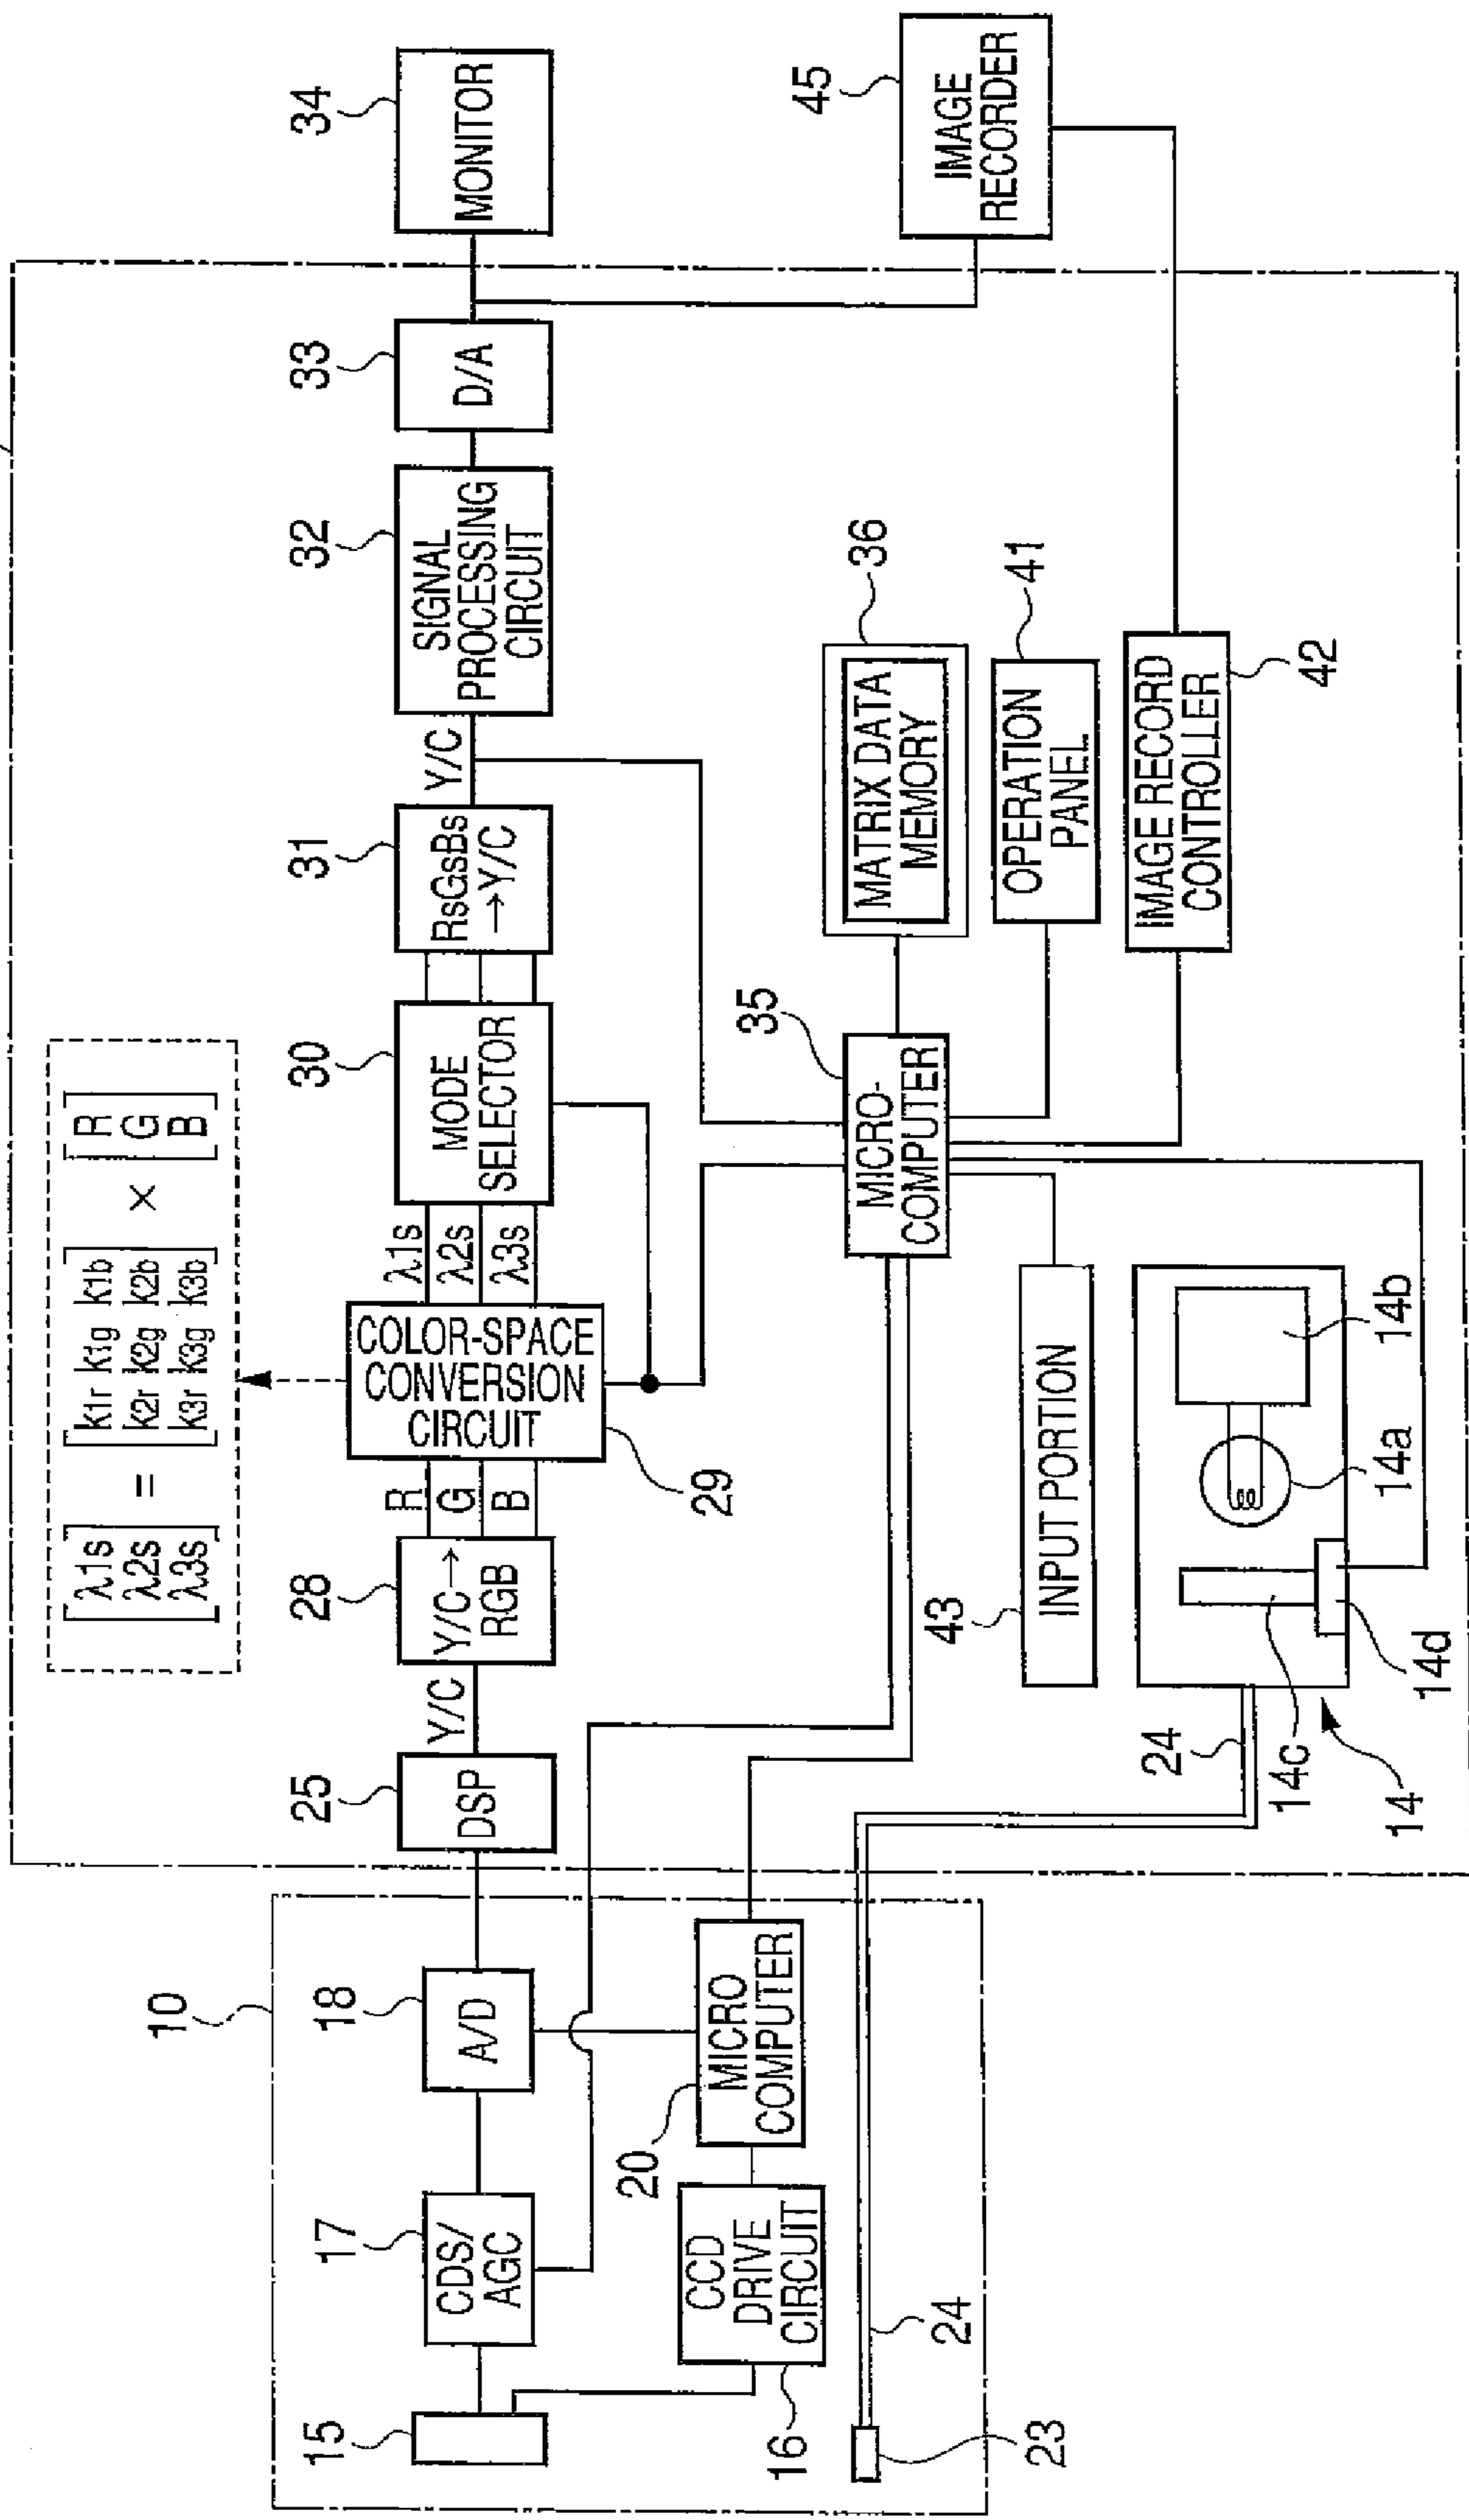 [λ1s] = [k1r k1g k1b] × [R]
[λ2s] [k2r k2g k2b] [G]
[λ3s] [k3r k3g k3b] [B]
10
15
17
CDS/
AGC
18
A/D
25
DSP
Y/C
28
Y/C→
RGB
R
G
B
COLOR-SPACE
CONVERSION
CIRCUIT
29
λ1s
λ2s
λ3s
30
MODE
SELECTOR
31
RsGsBs
→Y/C
Y/C
32
SIGNAL
PROCESSING
CIRCUIT
33
D/A
34
MONITOR
16
CCD
DRIVE
CIRCUIT
20
MICRO
COMPUTER
35
MICRO-
COMPUTER
36
MATRIX DATA
MEMORY
41
OPERATION
PANEL
IMAGE RECORD
CONTROLLER
42
45
IMAGE
RECORDER
43
INPUT PORTION
23
24
24
14
14c
14d
14a
14b